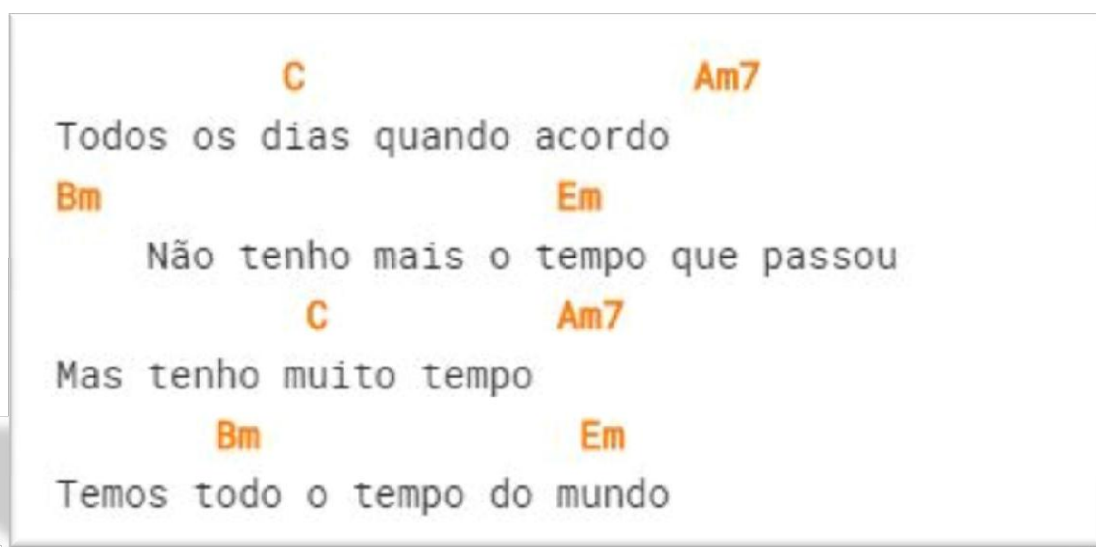 C Am7
Todos os dias quando acordo
Bm Em
Não tenho mais o tempo que passou
C Am7
Mas tenho muito tempo
Bm Em
Temos todo o tempo do mundo